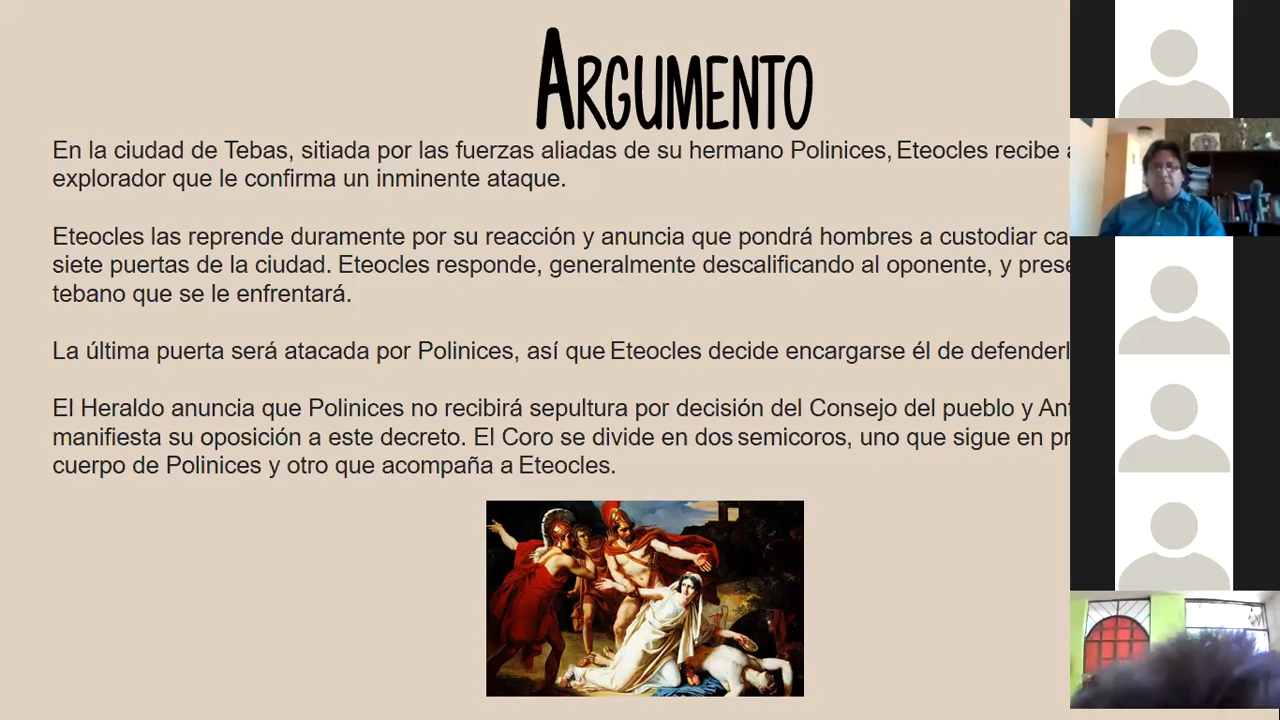 ARGUMENTO
En la ciudad de Tebas, sitiada por las fuerzas aliadas de su hermano Polinices, Eteocles recibe
explorador que le confirma un inminente ataque.
Eteocles las reprende duramente por su reacción y anuncia que pondrá hombres a custodiar
siete puertas de la ciudad. Eteocles responde, generalmente descalificando al oponente, y
tebano que se le enfrentará.
La última puerta será atacada por Polinices, así que Eteocles decide encargarse él de
El Heraldo anuncia que Polinices no recibirá sepultura por decisión del Consejo del pueblo y
manifiesta su oposición a este decreto. El Coro se divide en dos semicoros, uno que sigue en
cuerpo de Polinices y otro que acompaña a Eteocles.